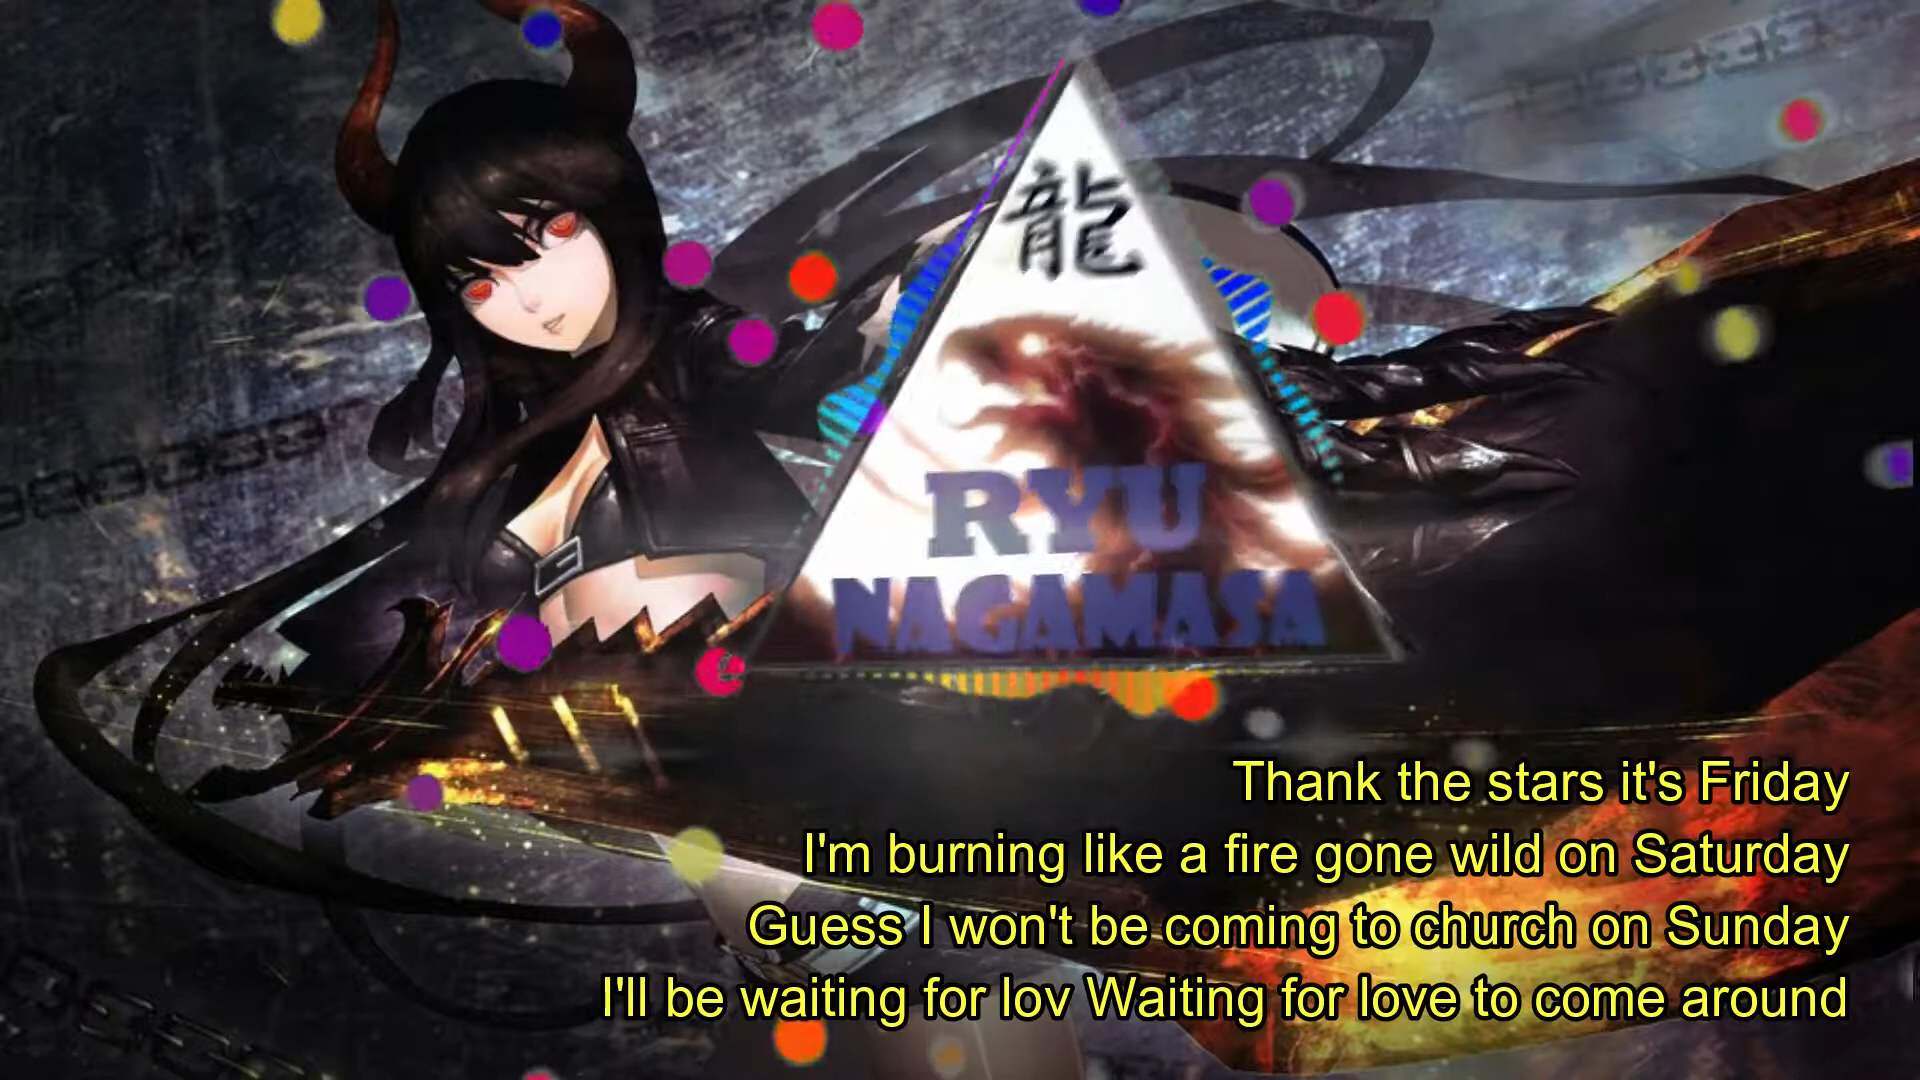 龍
RYU
NAGAMASA
Thank the stars it's Friday
I'm burning like a fire gone wild on Saturday
Guess I won't be coming to church on Sunday
I'll be waiting for lov Waiting for love to come around